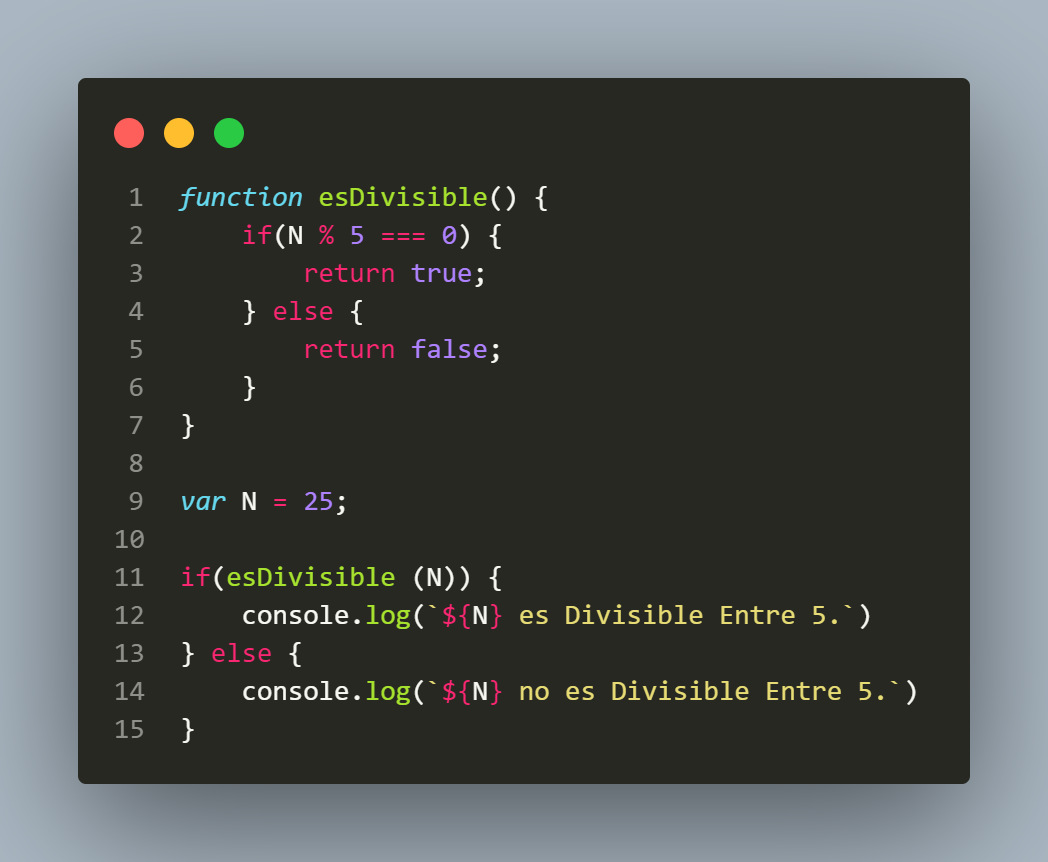 1 function esDivisible() {
2     if(N % 5 === 0) {
3         return true;
4     } else {
5         return false;
6     }
7 }
8
9 var N = 25;
10
11 if(esDivisible (N)) {
12     console.log(`${N} es Divisible Entre 5.`)
13 } else {
14     console.log(`${N} no es Divisible Entre 5.`)
15 }